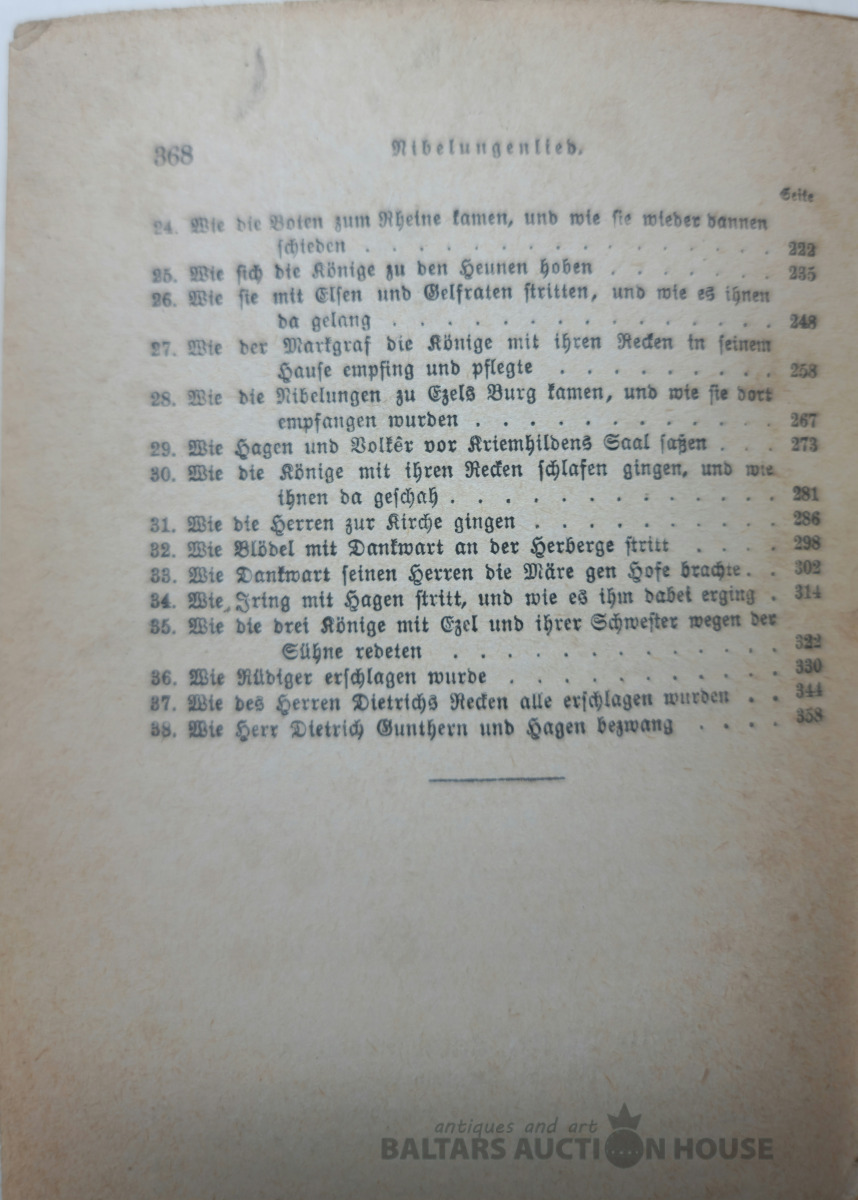 368 Nibelungenlied.
Seite
24. Wie die Boten zum Rheine kamen, und wie sie wieder dannen
schieden . . . . . . . . . . . . . . . . 222
25. Wie sich die Könige zu den Heunen hoben . . . . . . . 235
26. Wie sie mit Elsen und Gelfraten stritten, und wie es ihnen
da gelang . . . . . . . . . . . . . . 248
27. Wie der Markgraf die Könige mit ihren Recken in seinem
Hause empfing und pflegte . . . . . . . . . 258
28. Wie die Nibelungen zu Ezels Burg kamen, und wie sie dort
empfangen wurden . . . . . . . . . . . . 267
29. Wie Hagen und Volkêr vor Kriemhildens Saal saßen . . . 273
30. Wie die Könige mit ihren Recken schlafen gingen, und wie
ihnen da geschah . . . . . . . . . . . . 281
31. Wie die Herren zur Kirche gingen . . . . . . . . . 286
32. Wie Blödel mit Dankwart an der Herberge stritt . . . . 298
33. Wie Dankwart seinen Herren die Märe gen Hofe brachte . . 302
34. Wie Iring mit Hagen stritt, und wie es ihm dabei erging . 314
35. Wie die drei Könige mit Ezel und ihrer Schwester wegen der
Sühne redeten . . . . . . . . . . . . 322
36. Wie Rüdiger erschlagen wurde . . . . . . . . . . 330
37. Wie des Herren Dietrichs Recken alle erschlagen wurden . . 344
38. Wie Herr Dietrich Gunthern und Hagen bezwang . . . . 358
antiques and art
BALTARS AUCTION HOUSE